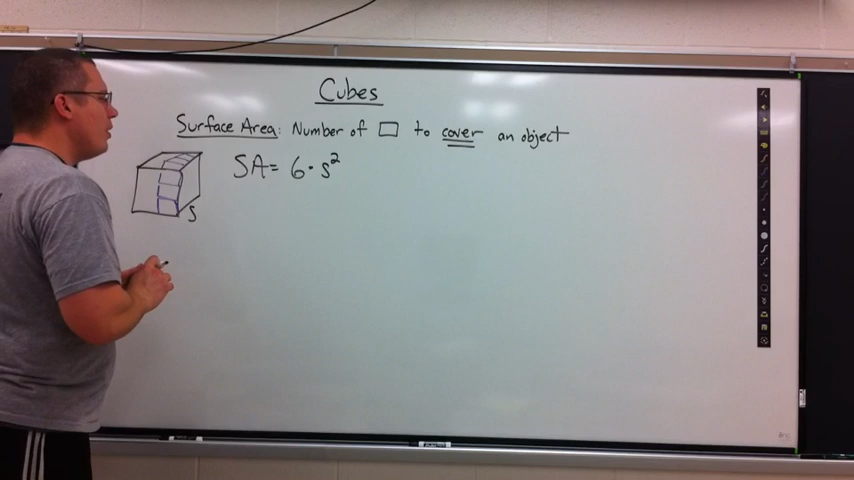 Cubes
Surface Area: Number of □ to cover an object
SA = 6 · s²
s